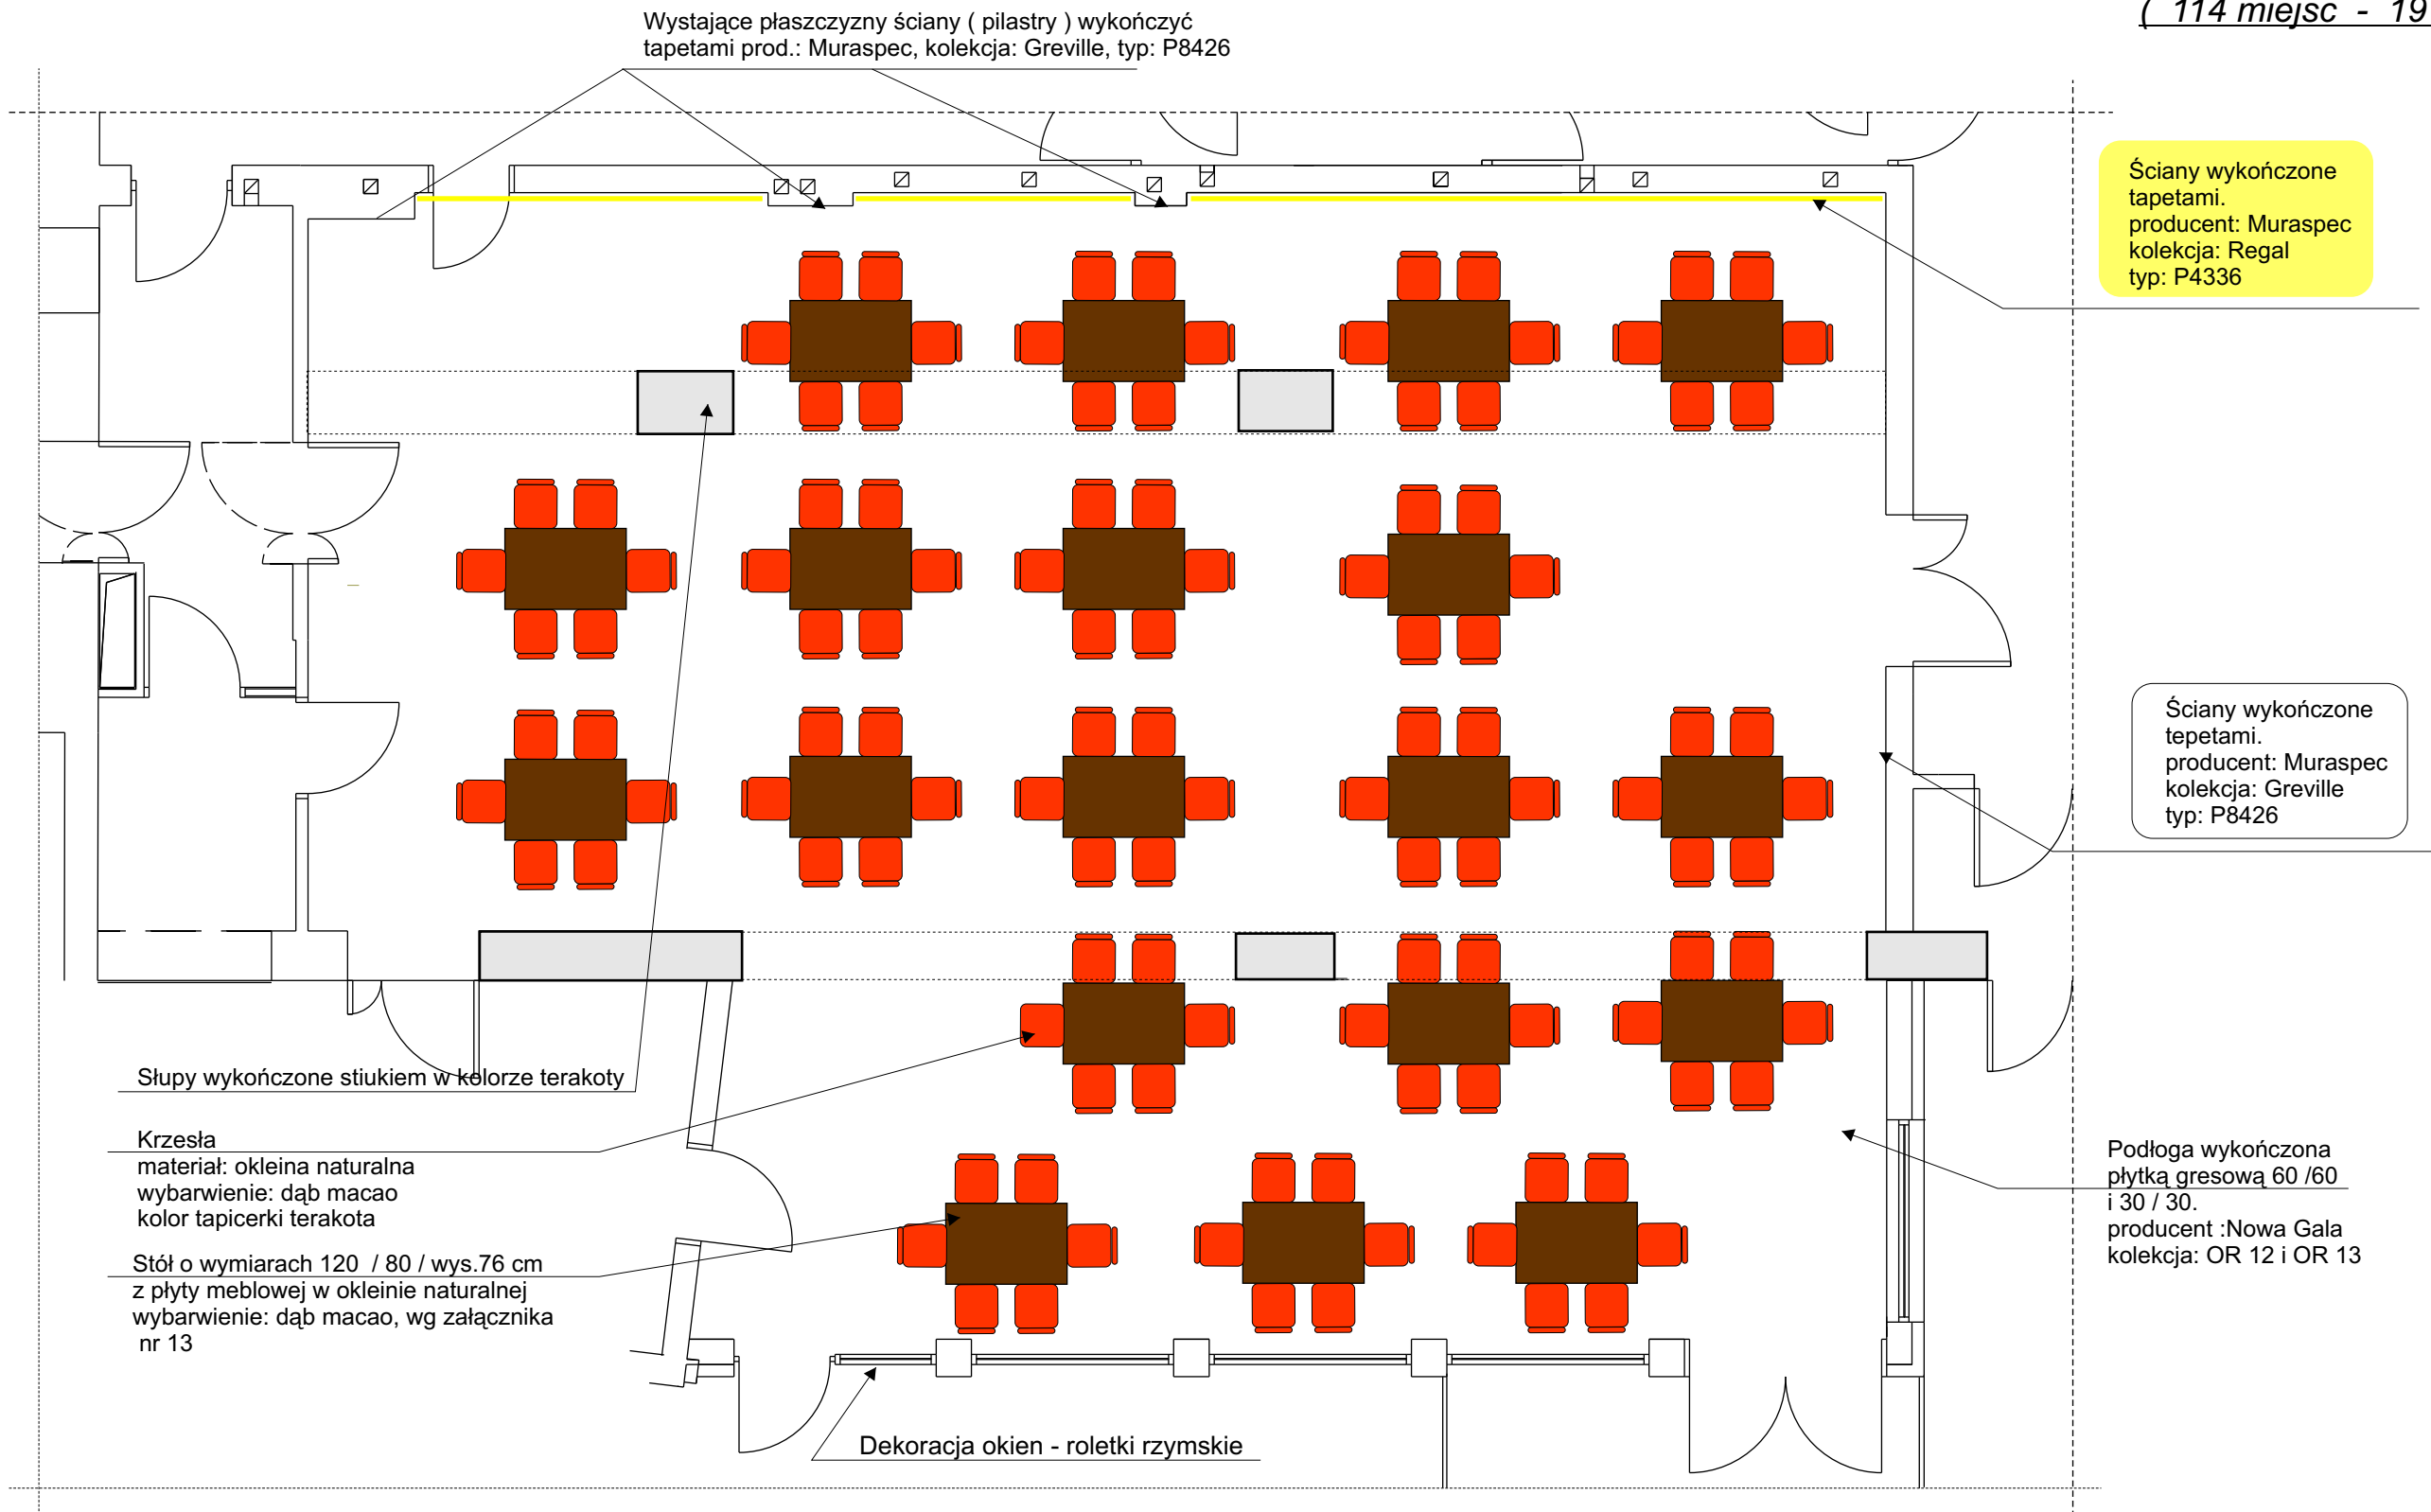 ( 114 miejsc - 19
Wystające płaszczyzny ściany ( pilastry ) wykończyć
tapetami prod.: Muraspec, kolekcja: Greville, typ: P8426
Ściany wykończone
tapetami.
producent: Muraspec
kolekcja: Regal
typ: P4336
Ściany wykończone
tepetami.
producent: Muraspec
kolekcja: Greville
typ: P8426
Słupy wykończone stiukiem w kolorze terakoty
Krzesła
materiał: okleina naturalna
wybarwienie: dąb macao
kolor tapicerki terakota
Stół o wymiarach 120 / 80 / wys.76 cm
z płyty meblowej w okleinie naturalnej
wybarwienie: dąb macao, wg załącznika
nr 13
Podłoga wykończona
płytką gresową 60 /60
i 30 / 30.
producent :Nowa Gala
kolekcja: OR 12 i OR 13
Dekoracja okien - roletki rzymskie